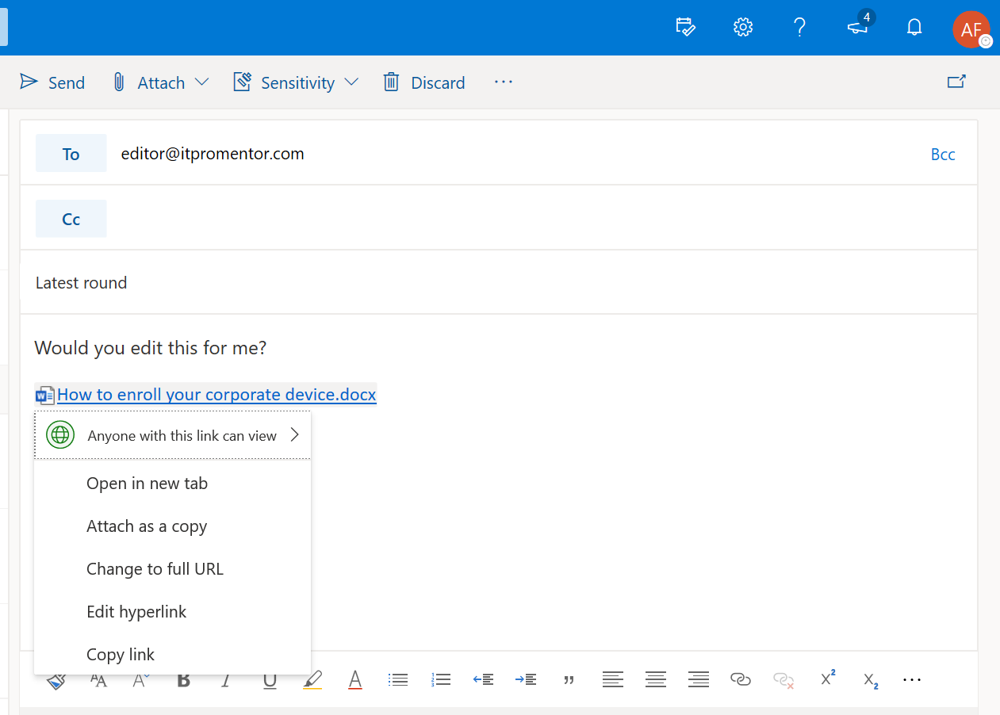 4
AF
Send Attach Sensitivity Discard
To editor@itpromentor.com Bcc
Cc
Latest round
Would you edit this for me?
How to enroll your corporate device.docx
Anyone with this link can view
Open in new tab
Attach as a copy
Change to full URL
Edit hyperlink
Copy link